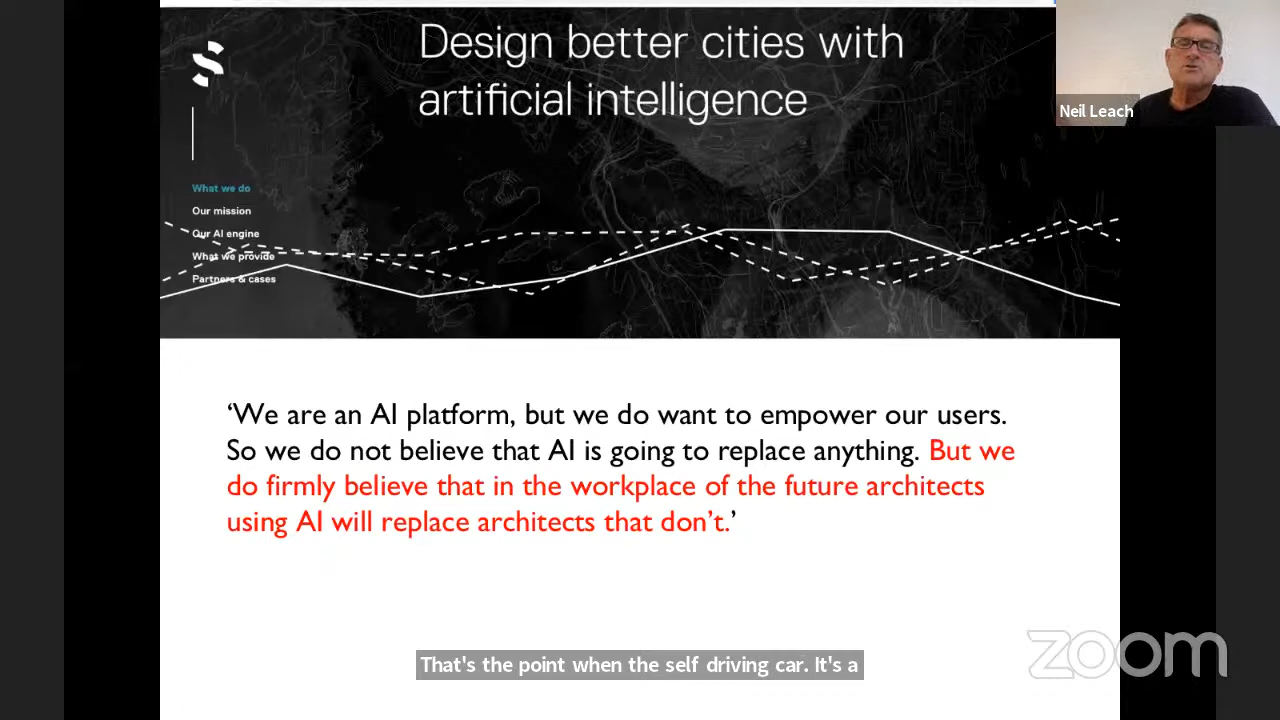 Design better cities with
artificial intelligence
Neil Leach
What we do
Our mission
Our AI engine
What we provide
Partners & cases
‘We are an AI platform, but we do want to empower our users.
So we do not believe that AI is going to replace anything. But we
do firmly believe that in the workplace of the future architects
using AI will replace architects that don’t.’
That's the point when the self driving car. It's a
zoom